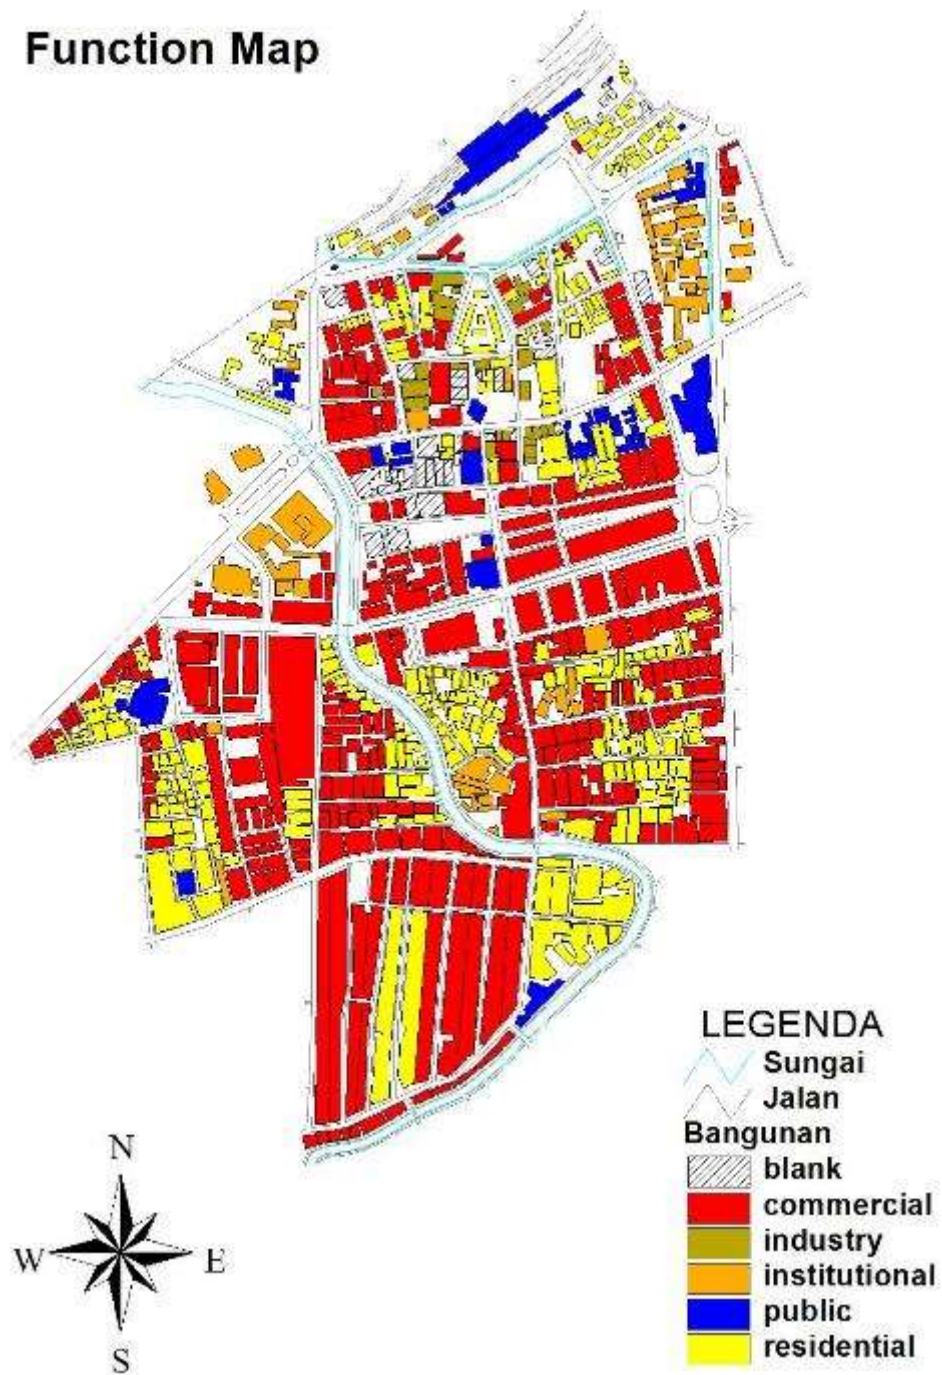 Function Map
LEGENDA
Sungai
Jalan
Bangunan
blank
commercial
industry
institutional
public
residential
N
W
E
S